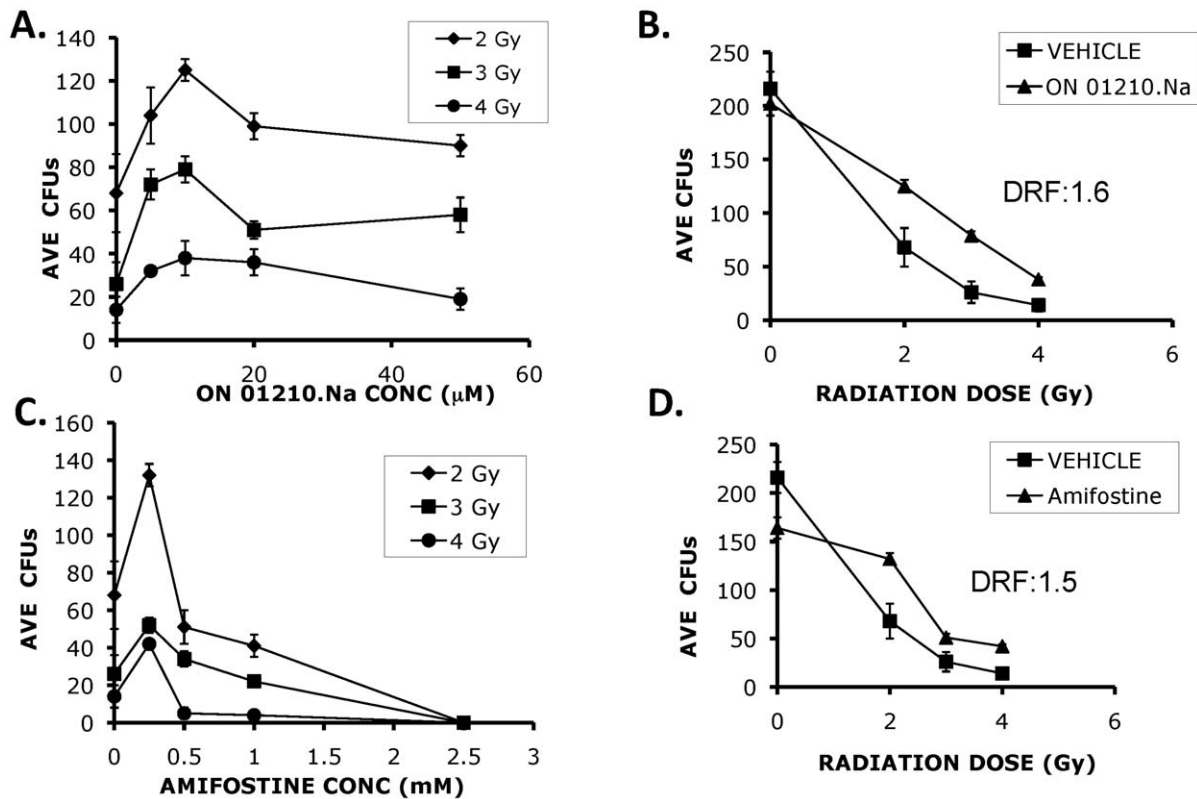 A.
140
120
100
80
60
40
20
0
AVE CFUs
2 Gy
3 Gy
4 Gy
0 20 40 60
ON 01210.Na CONC (μM)
B.
250
200
150
100
50
0
AVE CFUs
VEHICLE
ON 01210.Na
DRF:1.6
0 2 4 6
RADIATION DOSE (Gy)
C.
160
140
120
100
80
60
40
20
0
AVE CFUs
2 Gy
3 Gy
4 Gy
0 0.5 1 1.5 2 2.5 3
AMIFOSTINE CONC (mM)
D.
250
200
150
100
50
0
AVE CFUs
VEHICLE
Amifostine
DRF:1.5
0 2 4 6
RADIATION DOSE (Gy)